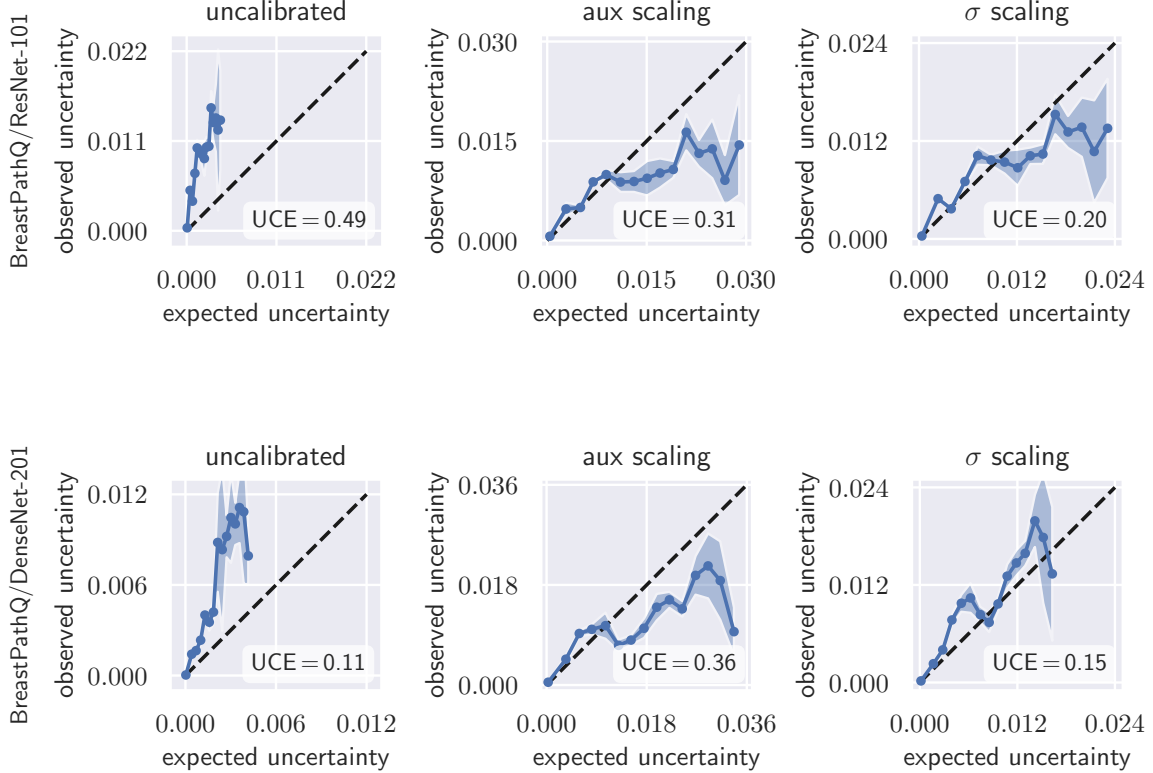 BreastPathQ/ResNet-101
uncalibrated
observed uncertainty
0.022
0.011
0.000
UCE = 0.49
0.000 0.011 0.022
expected uncertainty
aux scaling
observed uncertainty
0.030
0.015
0.000
UCE = 0.31
0.000 0.015 0.030
expected uncertainty
σ scaling
observed uncertainty
0.024
0.012
0.000
UCE = 0.20
0.000 0.012 0.024
expected uncertainty
BreastPathQ/DenseNet-201
uncalibrated
observed uncertainty
0.012
0.006
0.000
UCE = 0.11
0.000 0.006 0.012
expected uncertainty
aux scaling
observed uncertainty
0.036
0.018
0.000
UCE = 0.36
0.000 0.018 0.036
expected uncertainty
σ scaling
observed uncertainty
0.024
0.012
0.000
UCE = 0.15
0.000 0.012 0.024
expected uncertainty